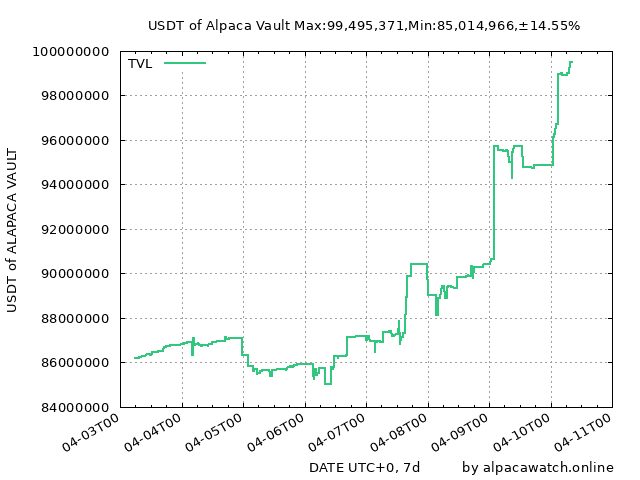 USDT of Alpaca Vault Max:99,495,371,Min:85,014,966,±14.55%
TVL
100000000
98000000
96000000
94000000
92000000
90000000
88000000
86000000
84000000
USDT of ALAPACA VAULT
04-03T00
04-04T00
04-05T00
04-06T00
04-07T00
04-08T00
04-09T00
04-10T00
04-11T00
DATE UTC+0, 7d
by alpacawatch.online